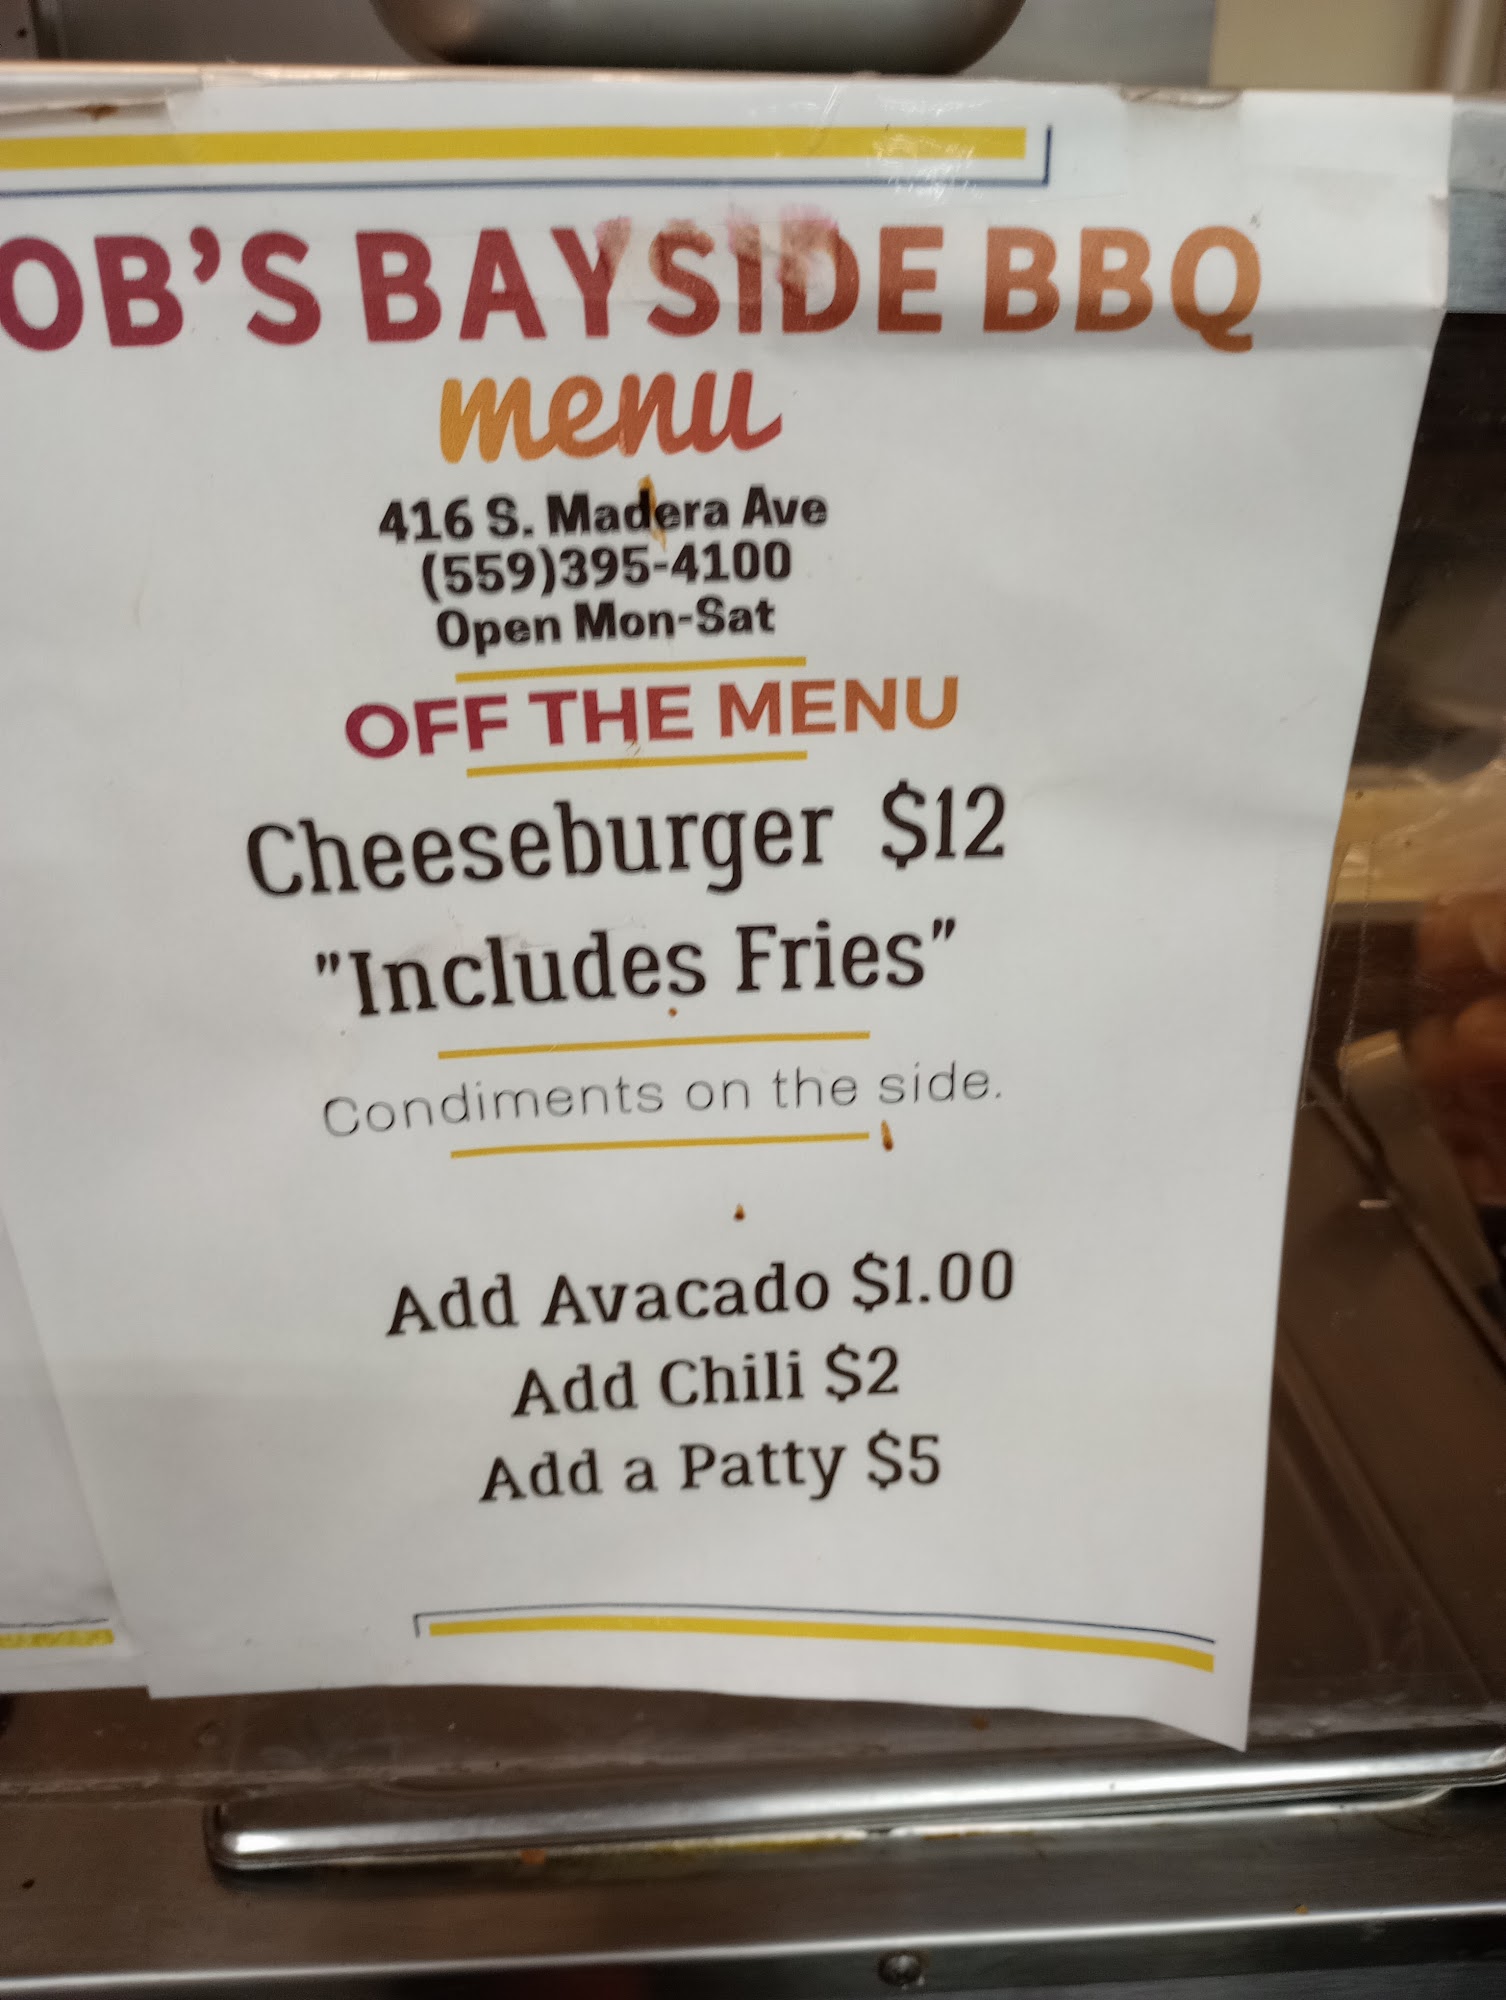 OB'S BAYSIDE BBQ
menu
416 S. Madera Ave
(559)395-4100
Open Mon-Sat
OFF THE MENU
Cheeseburger $12
"Includes Fries"
Condiments on the side.
Add Avacado $1.00
Add Chili $2
Add a Patty $5